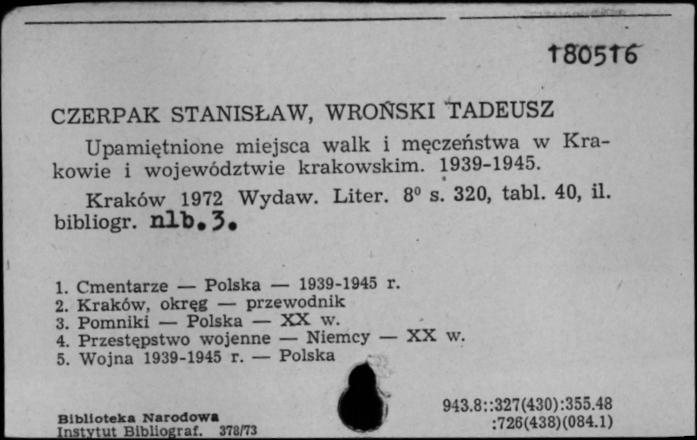 180516
CZERPAK STANISŁAW, WROŃSKI TADEUSZ
Upamiętnione miejsca walk i męczeństwa w Kra-
kowie i województwie krakowskim. 1939-1945.
Kraków 1972 Wydaw. Liter. 8⁰ s. 320, tabl. 40, il.
bibliogr. nlb. 3.
1. Cmentarze — Polska — 1939-1945 r.
2. Kraków, okręg — przewodnik
3. Pomniki — Polska — XX w.
4. Przestępstwo wojenne — Niemcy — XX w.
5. Wojna 1939-1945 r. — Polska
943.8::327(430):355.48
:726(438)(084.1)
Biblioteka Narodowa
Instytut Bibliograf. 378/73